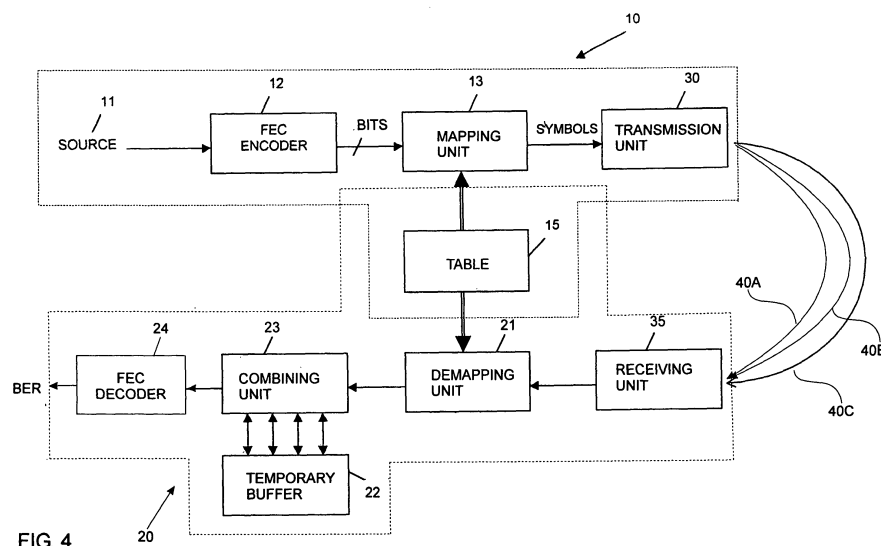 10
11
SOURCE
12
FEC
ENCODER
BITS
13
MAPPING
UNIT
SYMBOLS
30
TRANSMISSION
UNIT
15
TABLE
40A
40B
40C
24
FEC
DECODER
BER
23
COMBINING
UNIT
21
DEMAPPING
UNIT
35
RECEIVING
UNIT
TEMPORARY
BUFFER
22
20
FIG. 4